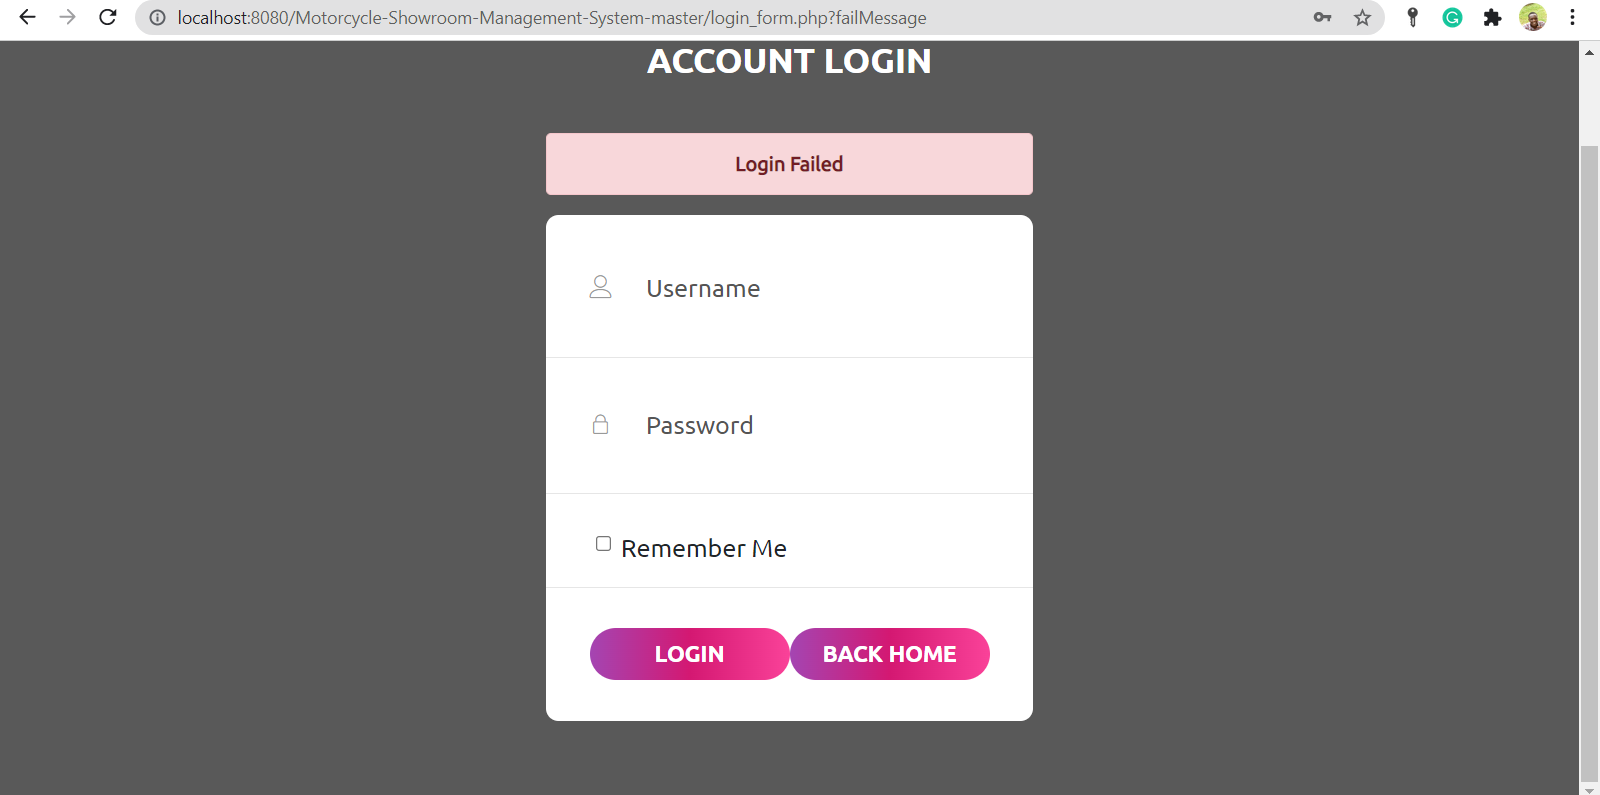 localhost:8080/Motorcycle-Showroom-Management-System-master/login_form.php?failMessage
ACCOUNT LOGIN
Login Failed
Username
Password
Remember Me
LOGIN BACK HOME